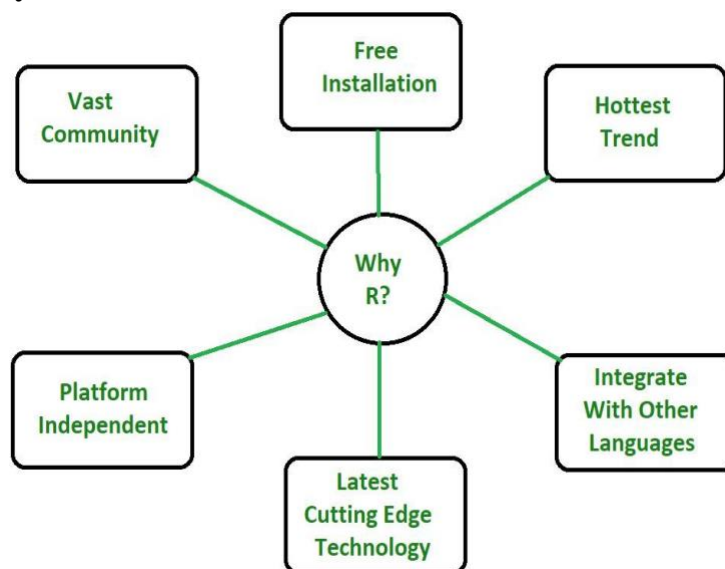 Free
Installation
Vast
Community
Hottest
Trend
Why
R?
Platform
Independent
Integrate
With Other
Languages
Latest
Cutting Edge
Technology